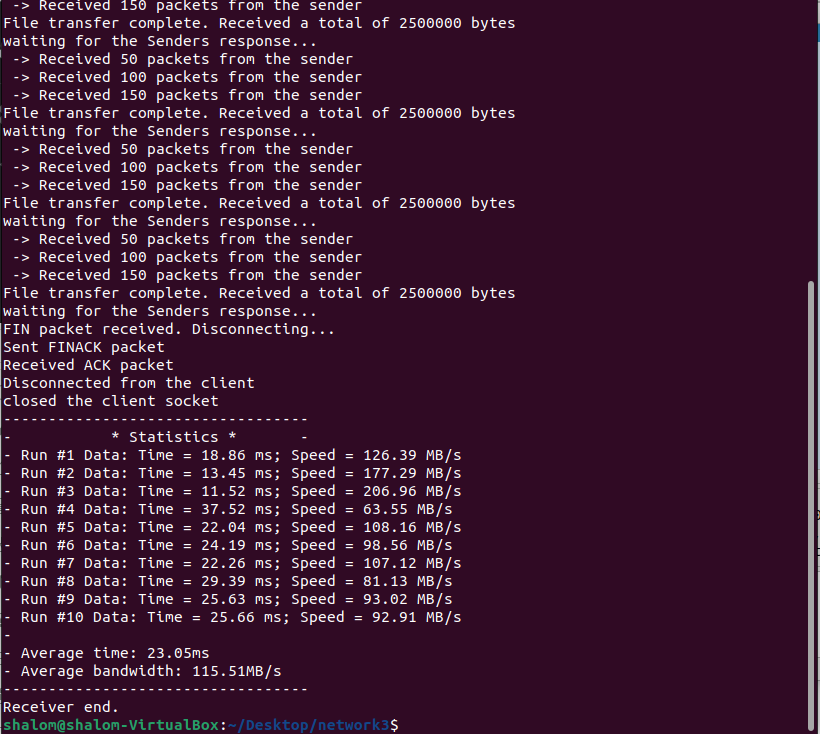 -> Received 150 packets from the sender
File transfer complete. Received a total of 2500000 bytes
waiting for the Senders response...
 -> Received 50 packets from the sender
 -> Received 100 packets from the sender
 -> Received 150 packets from the sender
File transfer complete. Received a total of 2500000 bytes
waiting for the Senders response...
 -> Received 50 packets from the sender
 -> Received 100 packets from the sender
 -> Received 150 packets from the sender
File transfer complete. Received a total of 2500000 bytes
waiting for the Senders response...
 -> Received 50 packets from the sender
 -> Received 100 packets from the sender
 -> Received 150 packets from the sender
File transfer complete. Received a total of 2500000 bytes
waiting for the Senders response...
FIN packet received. Disconnecting...
Sent FINACK packet
Received ACK packet
Disconnected from the client
closed the client socket
----------------------------------
-           * Statistics *       -
- Run #1 Data: Time = 18.86 ms; Speed = 126.39 MB/s
- Run #2 Data: Time = 13.45 ms; Speed = 177.29 MB/s
- Run #3 Data: Time = 11.52 ms; Speed = 206.96 MB/s
- Run #4 Data: Time = 37.52 ms; Speed = 63.55 MB/s
- Run #5 Data: Time = 22.04 ms; Speed = 108.16 MB/s
- Run #6 Data: Time = 24.19 ms; Speed = 98.56 MB/s
- Run #7 Data: Time = 22.26 ms; Speed = 107.12 MB/s
- Run #8 Data: Time = 29.39 ms; Speed = 81.13 MB/s
- Run #9 Data: Time = 25.63 ms; Speed = 93.02 MB/s
- Run #10 Data: Time = 25.66 ms; Speed = 92.91 MB/s
-
- Average time: 23.05ms
- Average bandwidth: 115.51MB/s
----------------------------------
Receiver end.
shalom@shalom-VirtualBox:~/Desktop/network3$